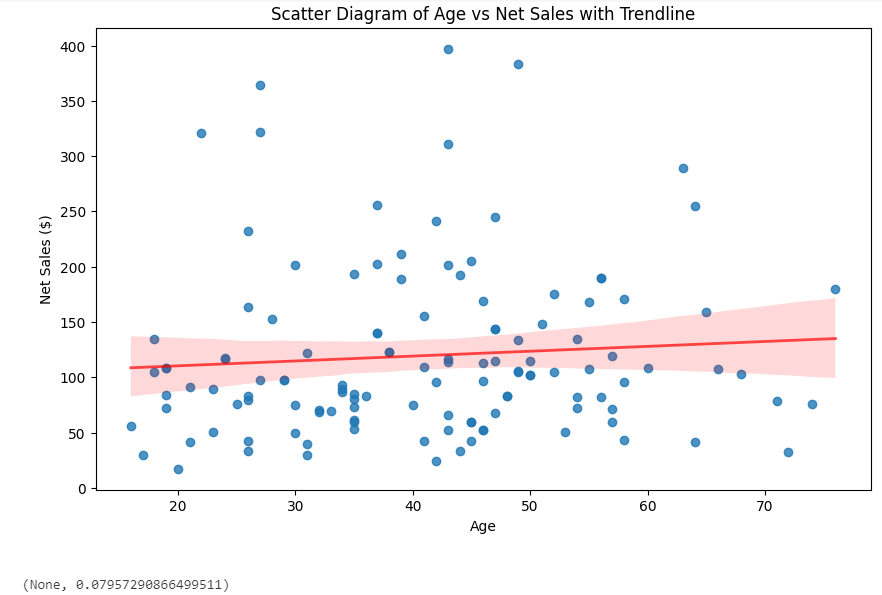 Scatter Diagram of Age vs Net Sales with Trendline
400
350
300
250
200
150
100
50
0
Net Sales ($)
20 30 40 50 60 70
Age
(None, 0.07957290866499511)